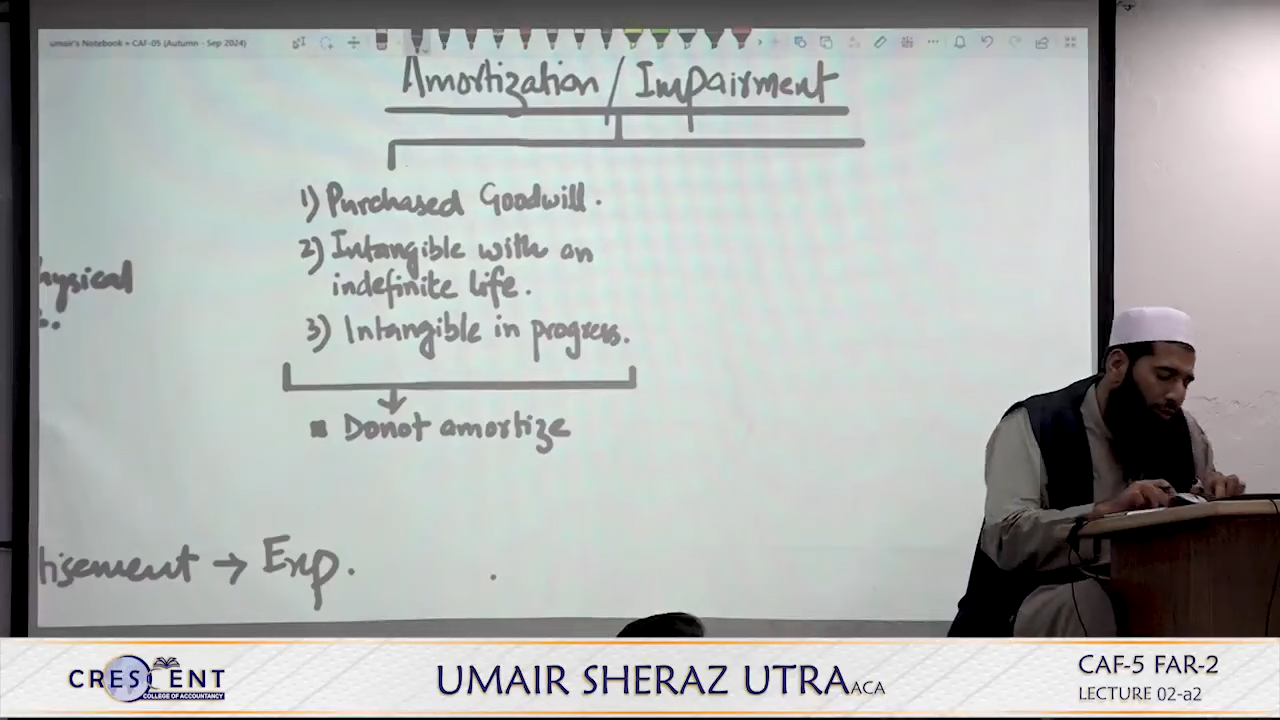 umair's Notebook » CAF-05 (Autumn - Sep 2024)
Amortization / Impairment
1) Purchased Goodwill.
2) Intangible with an
indefinite life.
3) Intangible in progress.
Donot amortize
hysical
tisement → Exp.
CRESCENT
COLLEGE OF ACCOUNTANCY
UMAIR SHERAZ UTRA ACA
CAF-5 FAR-2
LECTURE 02-a2